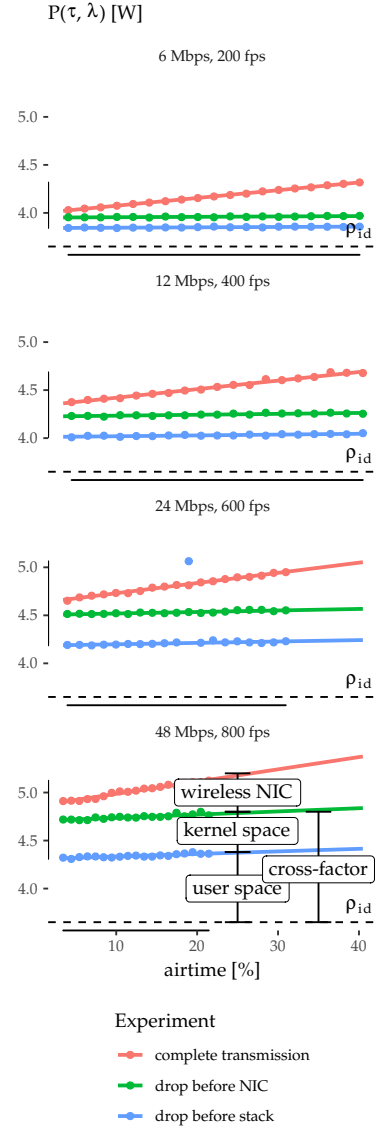 P(τ, λ) [W]
6 Mbps, 200 fps
5.0
4.5
4.0
ρid
12 Mbps, 400 fps
5.0
4.5
4.0
ρid
24 Mbps, 600 fps
5.0
4.5
4.0
ρid
48 Mbps, 800 fps
5.0
wireless NIC
4.5
kernel space
cross-factor
user space
4.0
ρid
10 20 30 40
airtime [%]
Experiment
complete transmission
drop before NIC
drop before stack